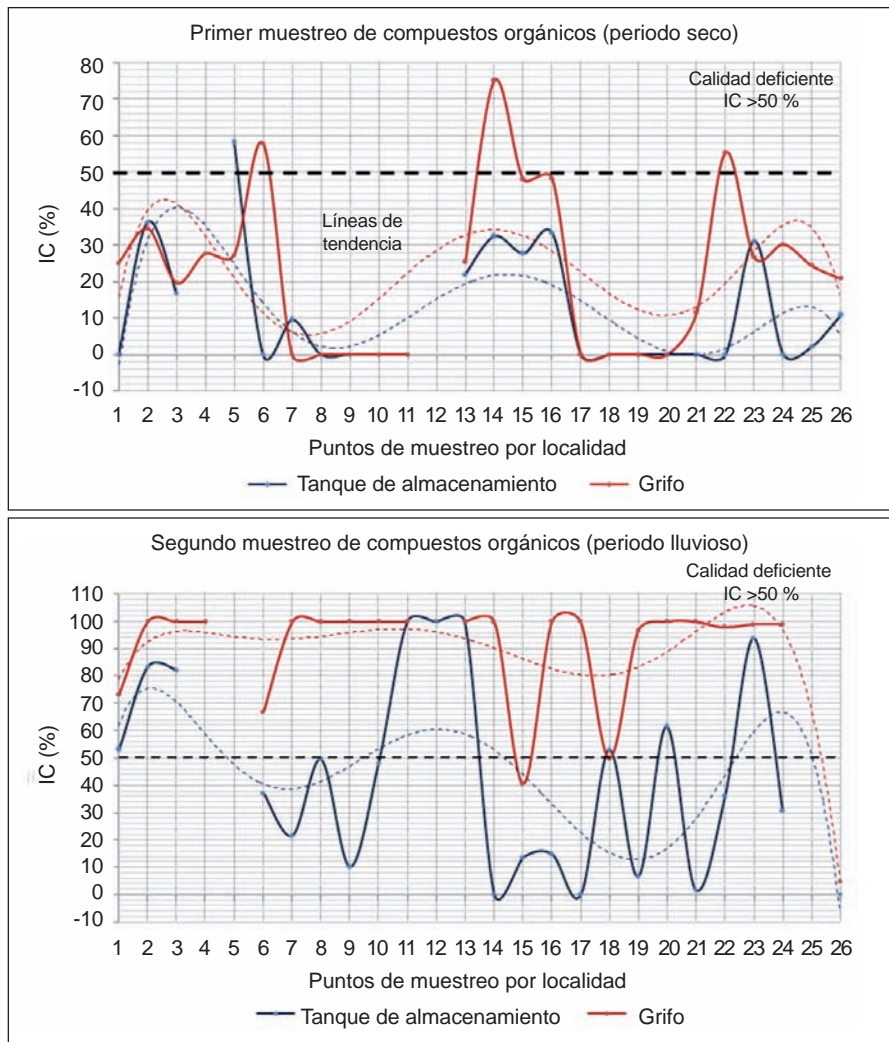 Primer muestreo de compuestos orgánicos (periodo seco)
80
70
60
50
40
30
20
10
0
-10
IC (%)
Calidad deficiente
IC >50 %
Líneas de
tendencia
1 2 3 4 5 6 7 8 9 10 11 12 13 14 15 16 17 18 19 20 21 22 23 24 25 26
Puntos de muestreo por localidad
Tanque de almacenamiento Grifo
Segundo muestreo de compuestos orgánicos (periodo lluvioso)
Calidad deficiente
IC >50 %
110
100
90
80
70
60
50
40
30
20
10
0
-10
IC (%)
1 2 3 4 5 6 7 8 9 10 11 12 13 14 15 16 17 18 19 20 21 22 23 24 25 26
Puntos de muestreo por localidad
Tanque de almacenamiento Grifo